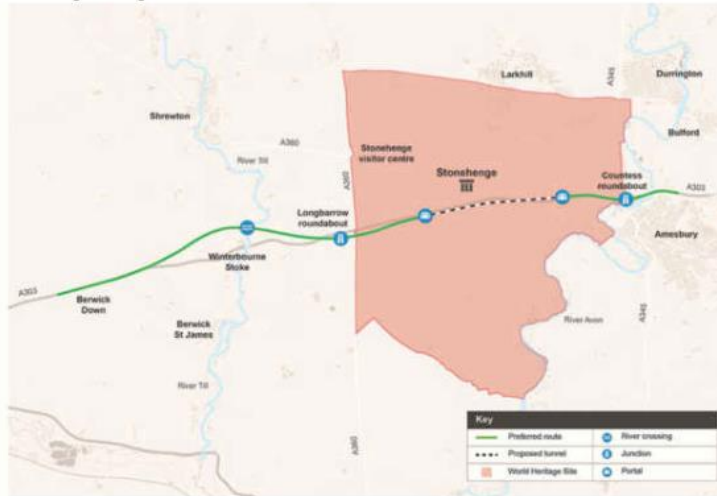 Larkhill
A345
Durrington
Shrewton
Bulford
A360
River Till
Stonehenge
visitor centre
A360
Stonehenge
Countess
roundabout
A303
Longbarrow
roundabout
Amesbury
Winterbourne
Stoke
A303
Berwick
Down
Berwick
St James
River Avon
A345
River Till
A360
Key
Preferred route
River crossing
Proposed tunnel
Junction
World Heritage Site
Portal